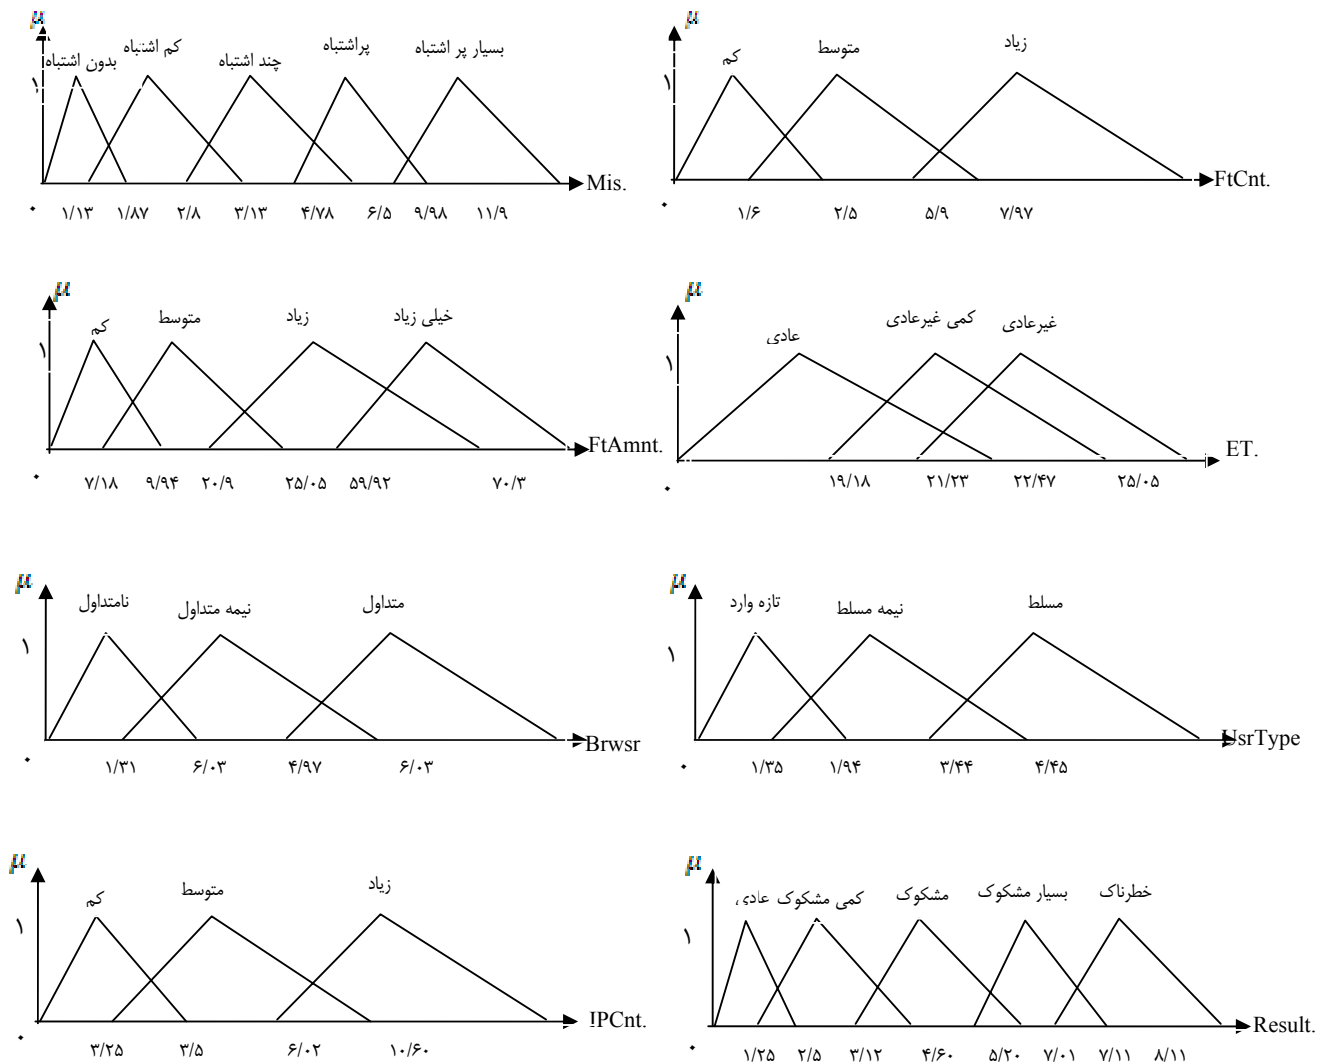 μ
بدون اشتباه کم اشتباه چند اشتباه پراشتباه بسیار پر اشتباه
۱
Mis.
۰ ۱/۱۳ ۱/۸۷ ۲/۸ ۳/۱۳ ۴/۷۸ ۶/۵ ۹/۹۸ ۱۱/۹
μ
کم متوسط زیاد
۱
FtCnt.
۱/۶ ۲/۵ ۵/۹ ۷/۹۷
μ
کم متوسط زیاد خیلی زیاد
۱
FtAmnt.
۰ ۷/۱۸ ۹/۹۴ ۲۰/۹ ۲۵/۰۵ ۵۹/۹۲ ۷۰/۳
μ
عادی کمی غیرعادی غیرعادی
۱
ET.
۰ ۱۹/۱۸ ۲۱/۲۳ ۲۲/۴۷ ۲۵/۰۵
μ
نامتداول نیمه متداول متداول
۱
Brwsr
۰ ۱/۳۱ ۶/۰۳ ۴/۹۷ ۶/۰۳
μ
تازه وارد نیمه مسلط مسلط
۱
UsrType
۰ ۱/۳۵ ۱/۹۴ ۳/۴۴ ۴/۴۵
μ
کم متوسط زیاد
۱
IPCnt.
۰ ۳/۲۵ ۳/۵ ۶/۰۲ ۱۰/۶۰
μ
عادی کمی مشکوک مشکوک بسیار مشکوک خطرناک
۱
Result.
۰ ۱/۲۵ ۲/۵ ۳/۱۲ ۴/۶۰ ۵/۲۰ ۷/۰۱ ۷/۱۱ ۸/۱۱